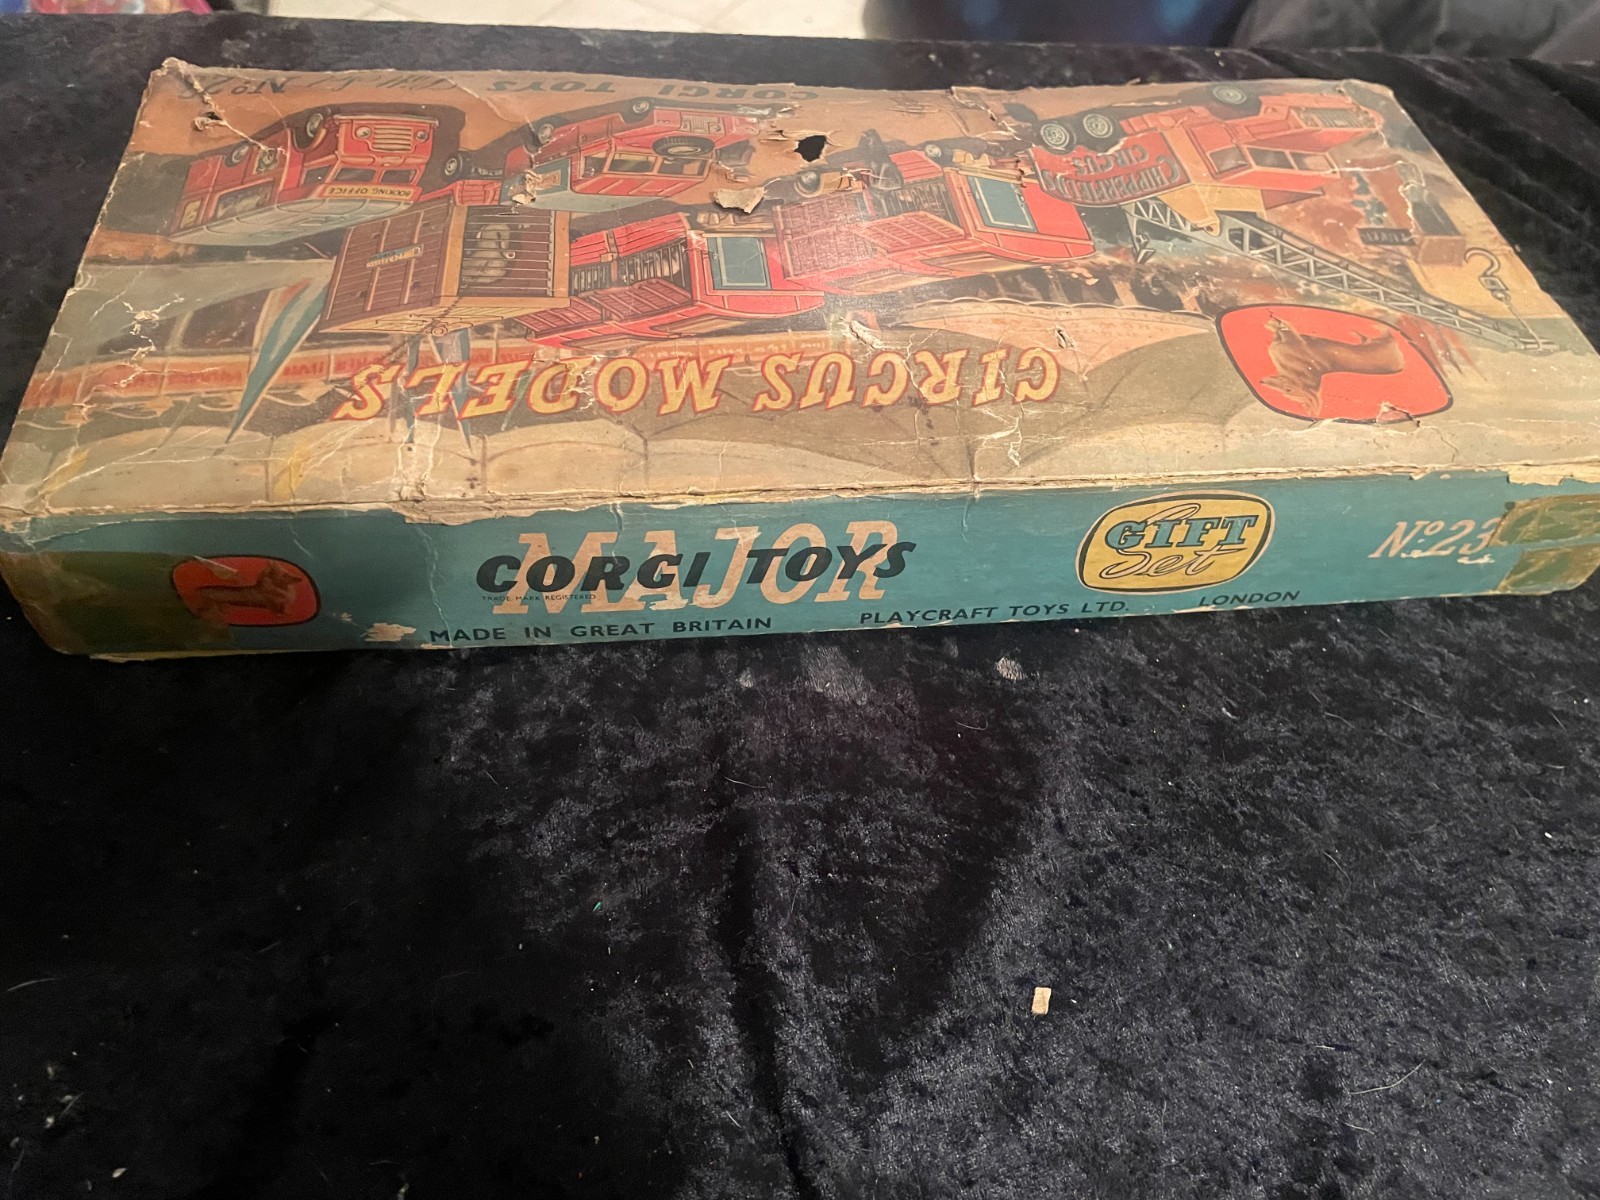 CORGI TOYS
CIRCUS MODELS
BOOKING OFFICE
CHIPPERFIELDS
CIRCUS
CORGI MAJOR TOYS
TRADE MARK REGISTERED
GIFT
Set
No. 23
MADE IN GREAT BRITAIN
PLAYCRAFT TOYS LTD. LONDON